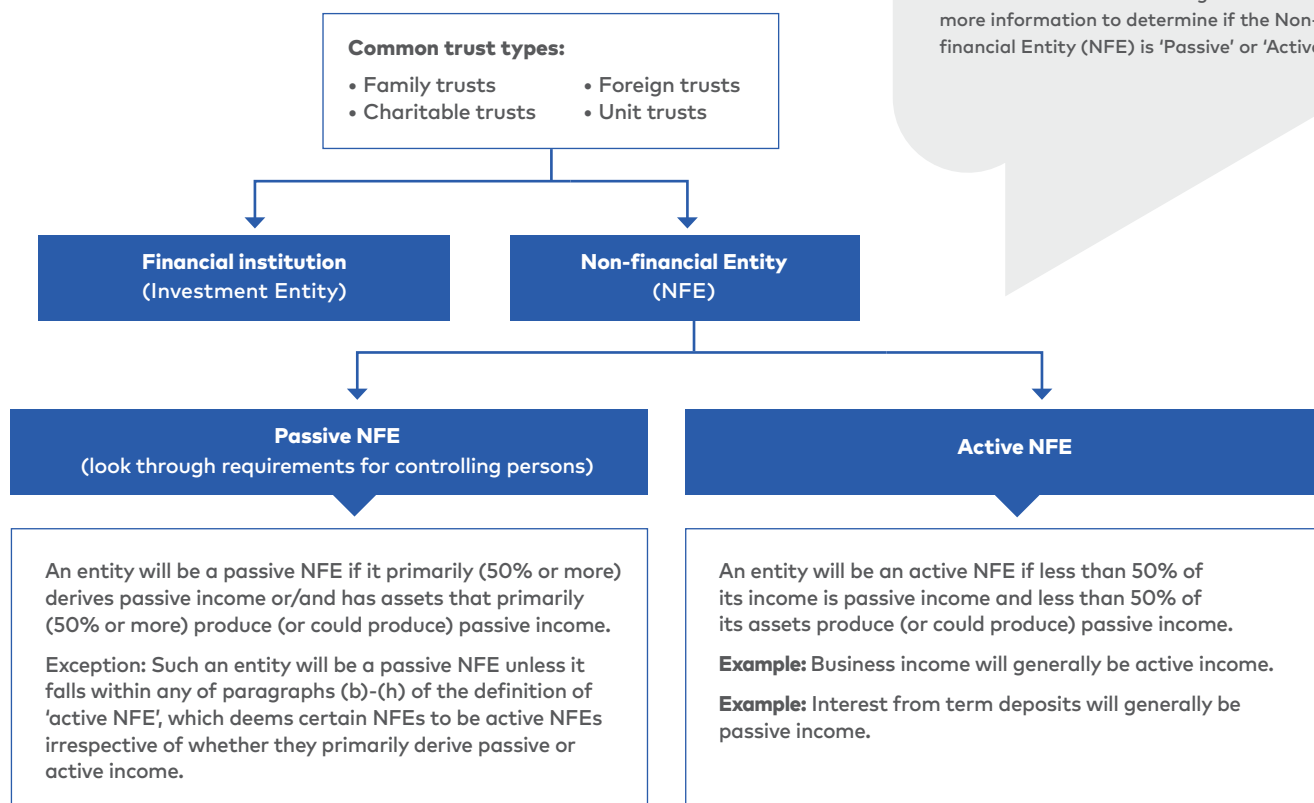 more information to determine if the Non-
financial Entity (NFE) is ‘Passive’ or ‘Active
Common trust types:
• Family trusts
• Charitable trusts
• Foreign trusts
• Unit trusts
Financial institution
(Investment Entity)
Non-financial Entity
(NFE)
Passive NFE
(look through requirements for controlling persons)
Active NFE
An entity will be a passive NFE if it primarily (50% or more)
derives passive income or/and has assets that primarily
(50% or more) produce (or could produce) passive income.
Exception: Such an entity will be a passive NFE unless it
falls within any of paragraphs (b)-(h) of the definition of
‘active NFE’, which deems certain NFEs to be active NFEs
irrespective of whether they primarily derive passive or
active income.
An entity will be an active NFE if less than 50% of
its income is passive income and less than 50% of
its assets produce (or could produce) passive income.
Example: Business income will generally be active income.
Example: Interest from term deposits will generally be
passive income.